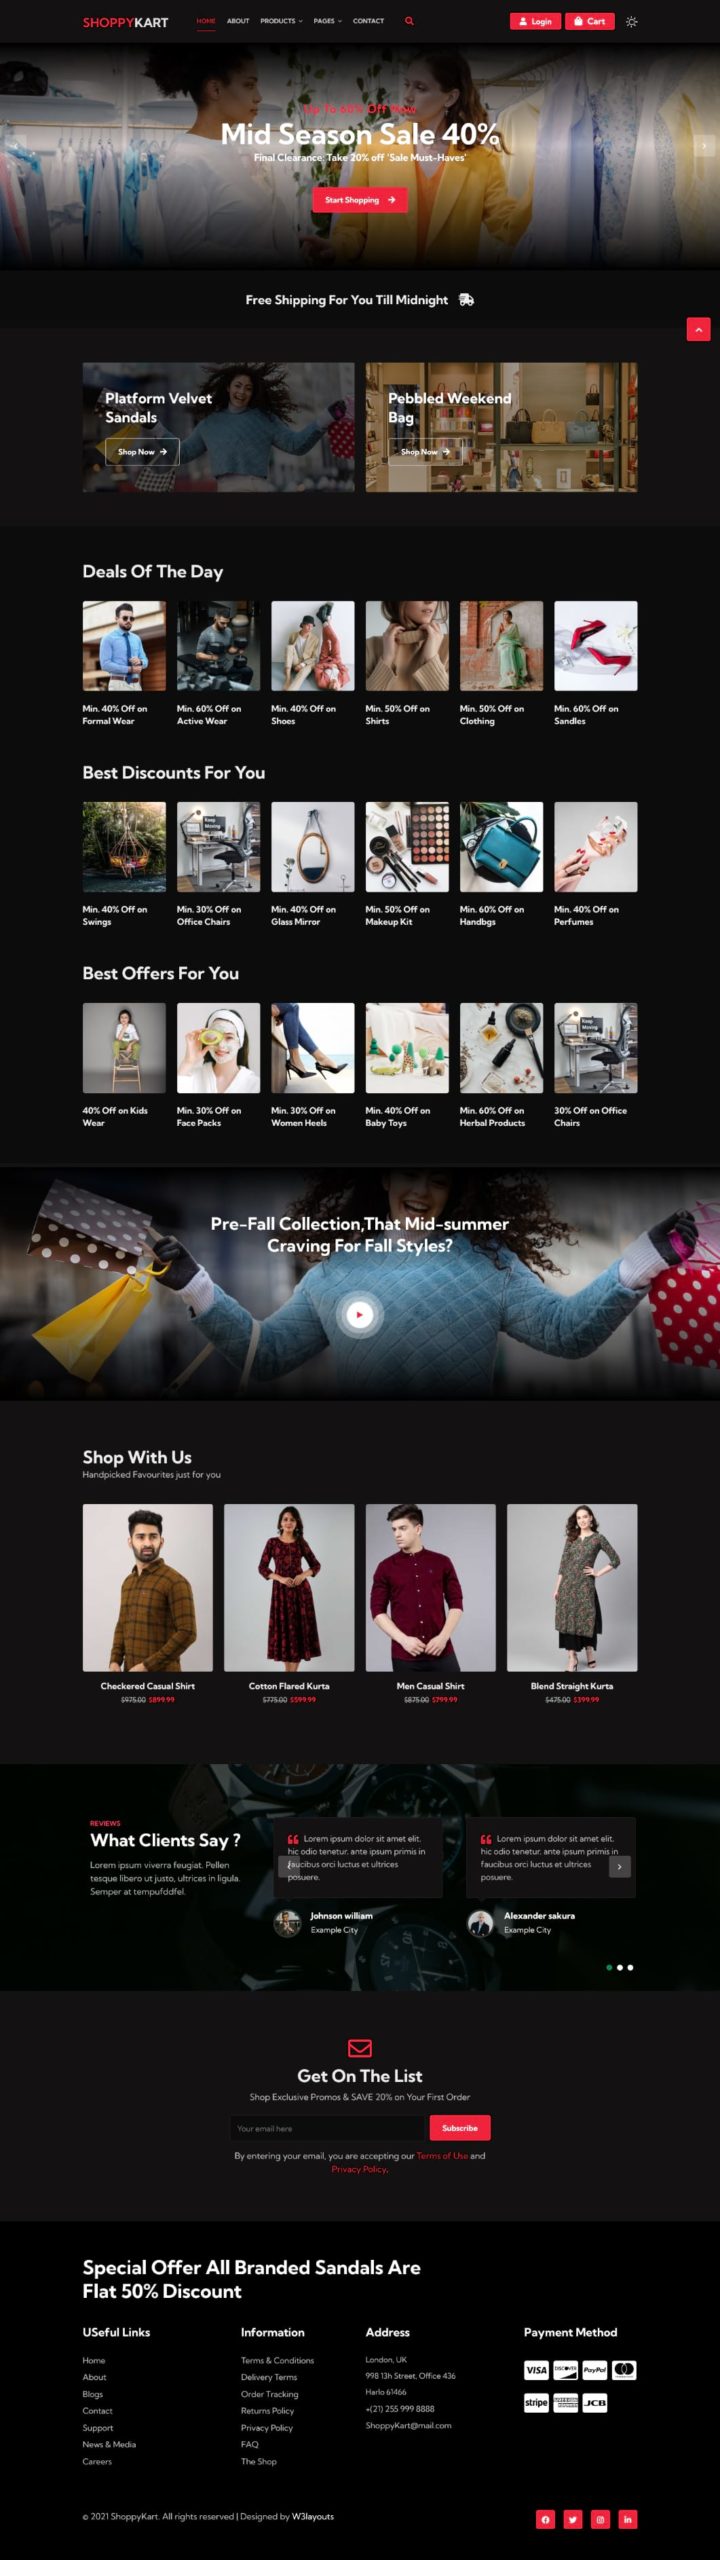 SHOPPYKART HOME ABOUT PRODUCTS PAGES CONTACT Login Cart
Up To 60% Off Now
Mid Season Sale 40%
Final Clearance: Take 20% off 'Sale Must-Haves'
Start Shopping
Free Shipping For You Till Midnight
Platform Velvet
Sandals
Shop Now
Pebbled Weekend
Bag
Shop Now
Deals Of The Day
Min. 40% Off on
Formal Wear
Min. 60% Off on
Active Wear
Min. 40% Off on
Shoes
Min. 50% Off on
Shirts
Min. 50% Off on
Clothing
Min. 60% Off on
Sandles
Best Discounts For You
Keep
Moving
Min. 40% Off on
Swings
Min. 30% Off on
Office Chairs
Min. 40% Off on
Glass Mirror
Min. 50% Off on
Makeup Kit
Min. 60% Off on
Handbgs
Min. 40% Off on
Perfumes
Best Offers For You
Keep
Moving
40% Off on Kids
Wear
Min. 30% Off on
Face Packs
Min. 30% Off on
Women Heels
Min. 40% Off on
Baby Toys
Min. 60% Off on
Herbal Products
30% Off on Office
Chairs
Pre-Fall Collection,That Mid-summer
Craving For Fall Styles?
Shop With Us
Handpicked Favourites just for you
Checkered Casual Shirt
$975.00 $899.99
Cotton Flared Kurta
$775.00 $599.99
Men Casual Shirt
$875.00 $799.99
Blend Straight Kurta
$475.00 $399.99
REVIEWS
What Clients Say ?
Lorem ipsum viverra feugiat. Pellen
tesque libero ut justo, ultrices in ligula.
Semper at tempufddfel.
Lorem ipsum dolor sit amet elit.
hic odio tenetur. ante ipsum primis in
faucibus orci luctus et ultrices
posuere.
Johnson william
Example City
Lorem ipsum dolor sit amet elit.
hic odio tenetur. ante ipsum primis in
faucibus orci luctus et ultrices
posuere.
Alexander sakura
Example City
Get On The List
Shop Exclusive Promos & SAVE 20% on Your First Order
Your email here
Subscribe
By entering your email, you are accepting our Terms of Use and
Privacy Policy.
Special Offer All Branded Sandals Are
Flat 50% Discount
USeful Links
Home
About
Blogs
Contact
Support
News & Media
Careers
Information
Terms & Conditions
Delivery Terms
Order Tracking
Returns Policy
Privacy Policy
FAQ
The Shop
Address
London, UK
998 13h Street, Office 436
Harlo 61466
+(21) 255 999 8888
ShoppyKart@mail.com
Payment Method
VISA DISCOVER PayPal
stripe AMERICAN EXPRESS JCB
© 2021 ShoppyKart. All rights reserved | Designed by W3layouts